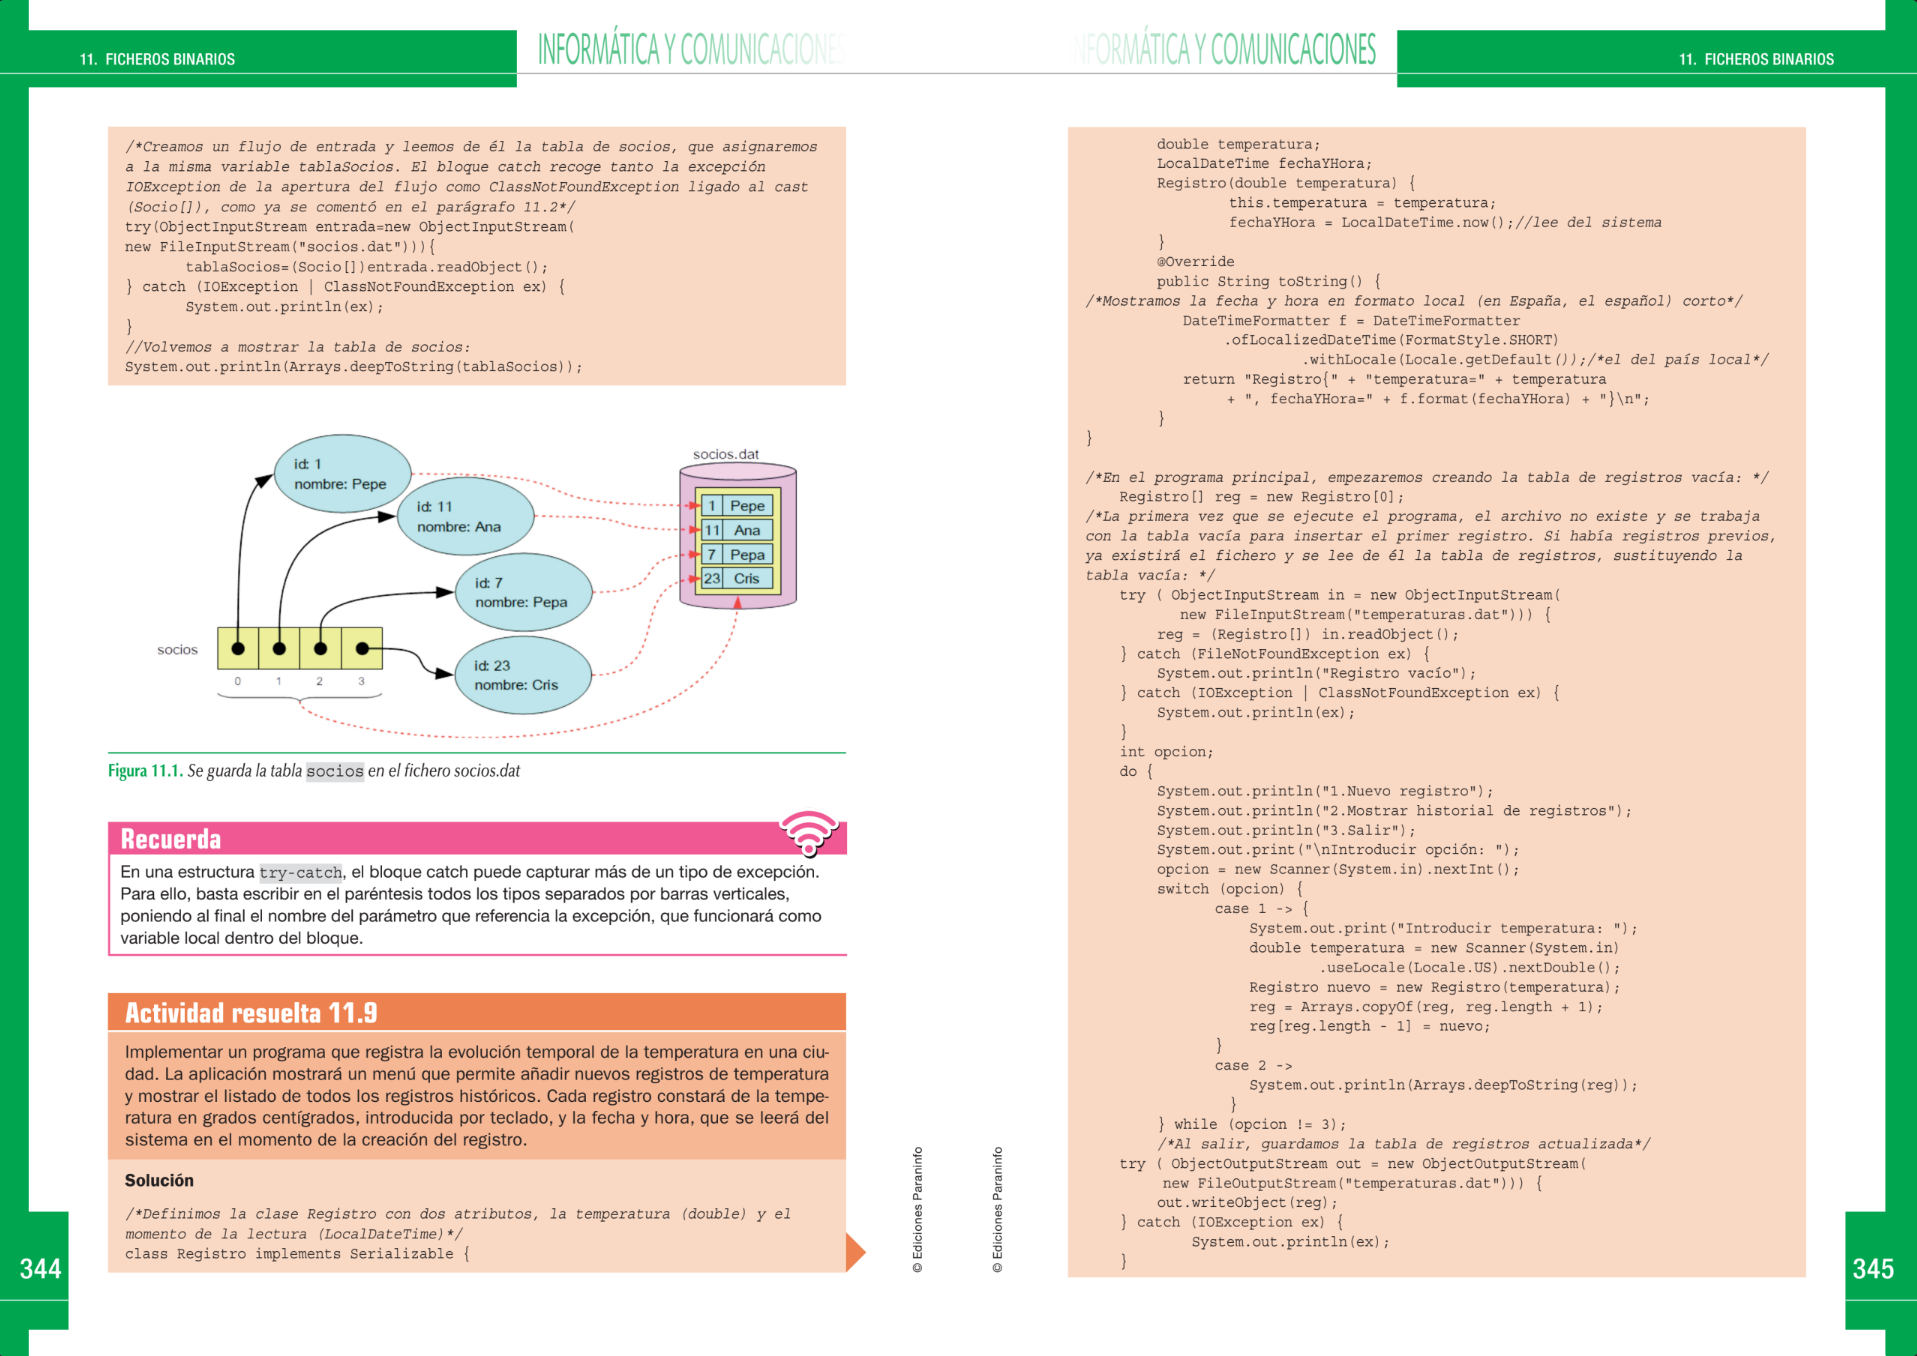 11. FICHEROS BINARIOS
INFORMÁTICA Y COMUNICACIONES
/*Creamos un flujo de entrada y leemos de él la tabla de socios, que asignaremos
a la misma variable tablaSocios. El bloque catch recoge tanto la excepción
IOException de la apertura del flujo como ClassNotFoundException ligado al cast
(Socio[]), como ya se comentó en el parágrafo 11.2*/
try(ObjectInputStream entrada=new ObjectInputStream(
new FileInputStream("socios.dat"))){
tablaSocios=(Socio[])entrada.readObject();
} catch (IOException | ClassNotFoundException ex) {
System.out.println(ex);
}
//Volvemos a mostrar la tabla de socios:
System.out.println(Arrays.deepToString(tablaSocios));
id: 1
nombre: Pepe
id: 11
nombre: Ana
id: 7
nombre: Pepa
id: 23
nombre: Cris
socios
0 1 2 3
socios.dat
1 Pepe
11 Ana
7 Pepa
23 Cris
Figura 11.1. Se guarda la tabla socios en el fichero socios.dat
Recuerda
En una estructura try-catch, el bloque catch puede capturar más de un tipo de excepción.
Para ello, basta escribir en el paréntesis todos los tipos separados por barras verticales,
poniendo al final el nombre del parámetro que referencia la excepción, que funcionará como
variable local dentro del bloque.
Actividad resuelta 11.9
Implementar un programa que registra la evolución temporal de la temperatura en una ciu-
dad. La aplicación mostrará un menú que permite añadir nuevos registros de temperatura
y mostrar el listado de todos los registros históricos. Cada registro constará de la tempe-
ratura en grados centígrados, introducida por teclado, y la fecha y hora, que se leerá del
sistema en el momento de la creación del registro.
Solución
/*Definimos la clase Registro con dos atributos, la temperatura (double) y el
momento de la lectura (LocalDateTime)*/
class Registro implements Serializable {
344
© Ediciones Paraninfo
INFORMÁTICA Y COMUNICACIONES
11. FICHEROS BINARIOS
double temperatura;
LocalDateTime fechaYHora;
Registro(double temperatura) {
this.temperatura = temperatura;
fechaYHora = LocalDateTime.now();//lee del sistema
}
@Override
public String toString() {
/*Mostramos la fecha y hora en formato local (en España, el español) corto*/
DateTimeFormatter f = DateTimeFormatter
.ofLocalizedDateTime(FormatStyle.SHORT)
.withLocale(Locale.getDefault());/*el del país local*/
return "Registro{" + "temperatura=" + temperatura
+ ", fechaYHora=" + f.format(fechaYHora) + "}\n";
}
}
/*En el programa principal, empezaremos creando la tabla de registros vacía: */
Registro[] reg = new Registro[0];
/*La primera vez que se ejecute el programa, el archivo no existe y se trabaja
con la tabla vacía para insertar el primer registro. Si había registros previos,
ya existirá el fichero y se lee de él la tabla de registros, sustituyendo la
tabla vacía: */
try ( ObjectInputStream in = new ObjectInputStream(
new FileInputStream("temperaturas.dat"))) {
reg = (Registro[]) in.readObject();
} catch (FileNotFoundException ex) {
System.out.println("Registro vacío");
} catch (IOException | ClassNotFoundException ex) {
System.out.println(ex);
}
int opcion;
do {
System.out.println("1.Nuevo registro");
System.out.println("2.Mostrar historial de registros");
System.out.println("3.Salir");
System.out.print("\nIntroducir opción: ");
opcion = new Scanner(System.in).nextInt();
switch (opcion) {
case 1 -> {
System.out.print("Introducir temperatura: ");
double temperatura = new Scanner(System.in)
.useLocale(Locale.US).nextDouble();
Registro nuevo = new Registro(temperatura);
reg = Arrays.copyOf(reg, reg.length + 1);
reg[reg.length - 1] = nuevo;
}
case 2 ->
System.out.println(Arrays.deepToString(reg));
}
} while (opcion != 3);
/*Al salir, guardamos la tabla de registros actualizada*/
try ( ObjectOutputStream out = new ObjectOutputStream(
new FileOutputStream("temperaturas.dat"))) {
out.writeObject(reg);
} catch (IOException ex) {
System.out.println(ex);
}
© Ediciones Paraninfo
345